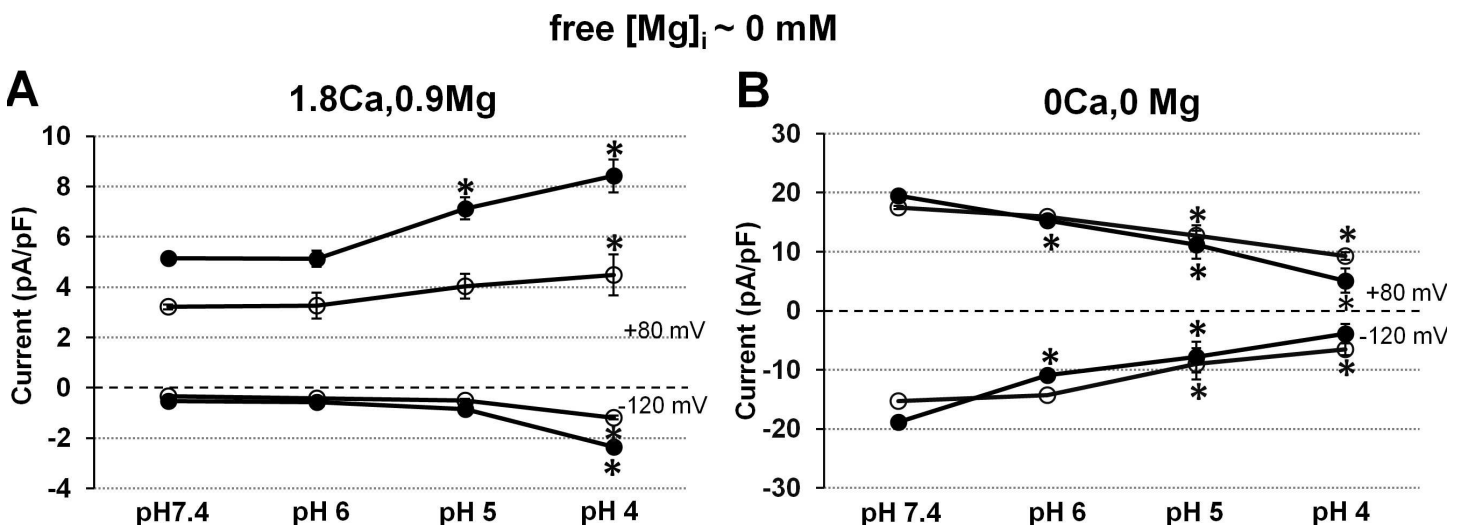 free [Mg]i ~ 0 mM
A
1.8Ca,0.9Mg
Current (pA/pF)
10
8
6
4
2
0
-2
-4
*
*
*
+80 mV
-120 mV
*
*
pH7.4
pH 6
pH 5
pH 4
B
0Ca,0 Mg
Current (pA/pF)
30
20
10
0
-10
-20
-30
*
*
*
*
*
+80 mV
-120 mV
*
*
*
*
pH 7.4
pH 6
pH 5
pH 4